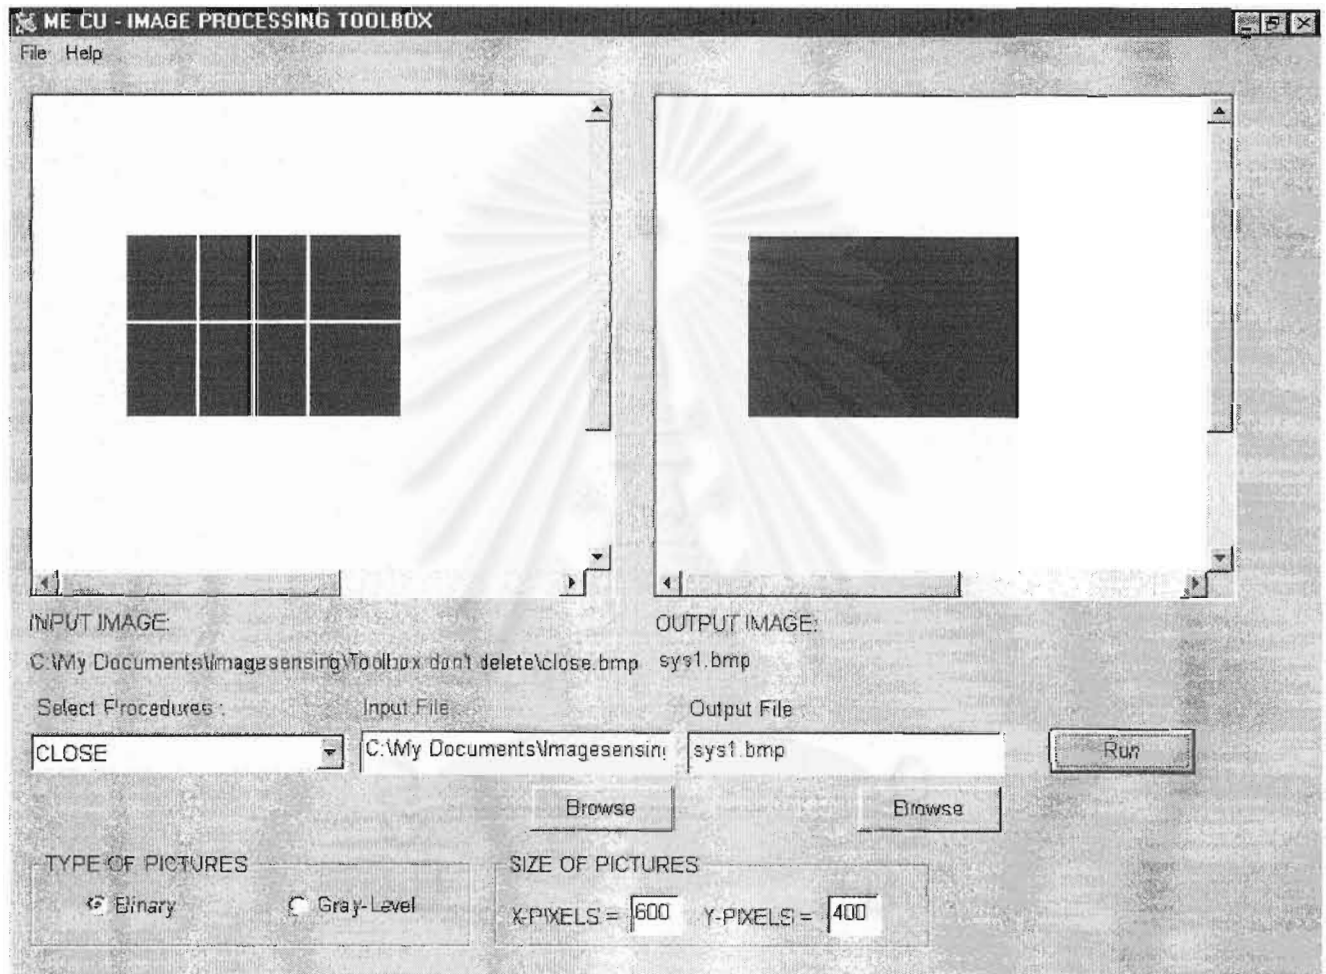 ME CU - IMAGE PROCESSING TOOLBOX
File Help
INPUT IMAGE:
OUTPUT IMAGE:
C:\My Documents\Imagesensing\Toolbox don't delete\close.bmp
sys1.bmp
Select Procedures :
Input File
Output File
CLOSE
C:\My Documents\Imagesensin
sys1.bmp
Run
Browse
Browse
TYPE OF PICTURES
SIZE OF PICTURES
Binary
Gray-Level
X-PIXELS = 600
Y-PIXELS = 400